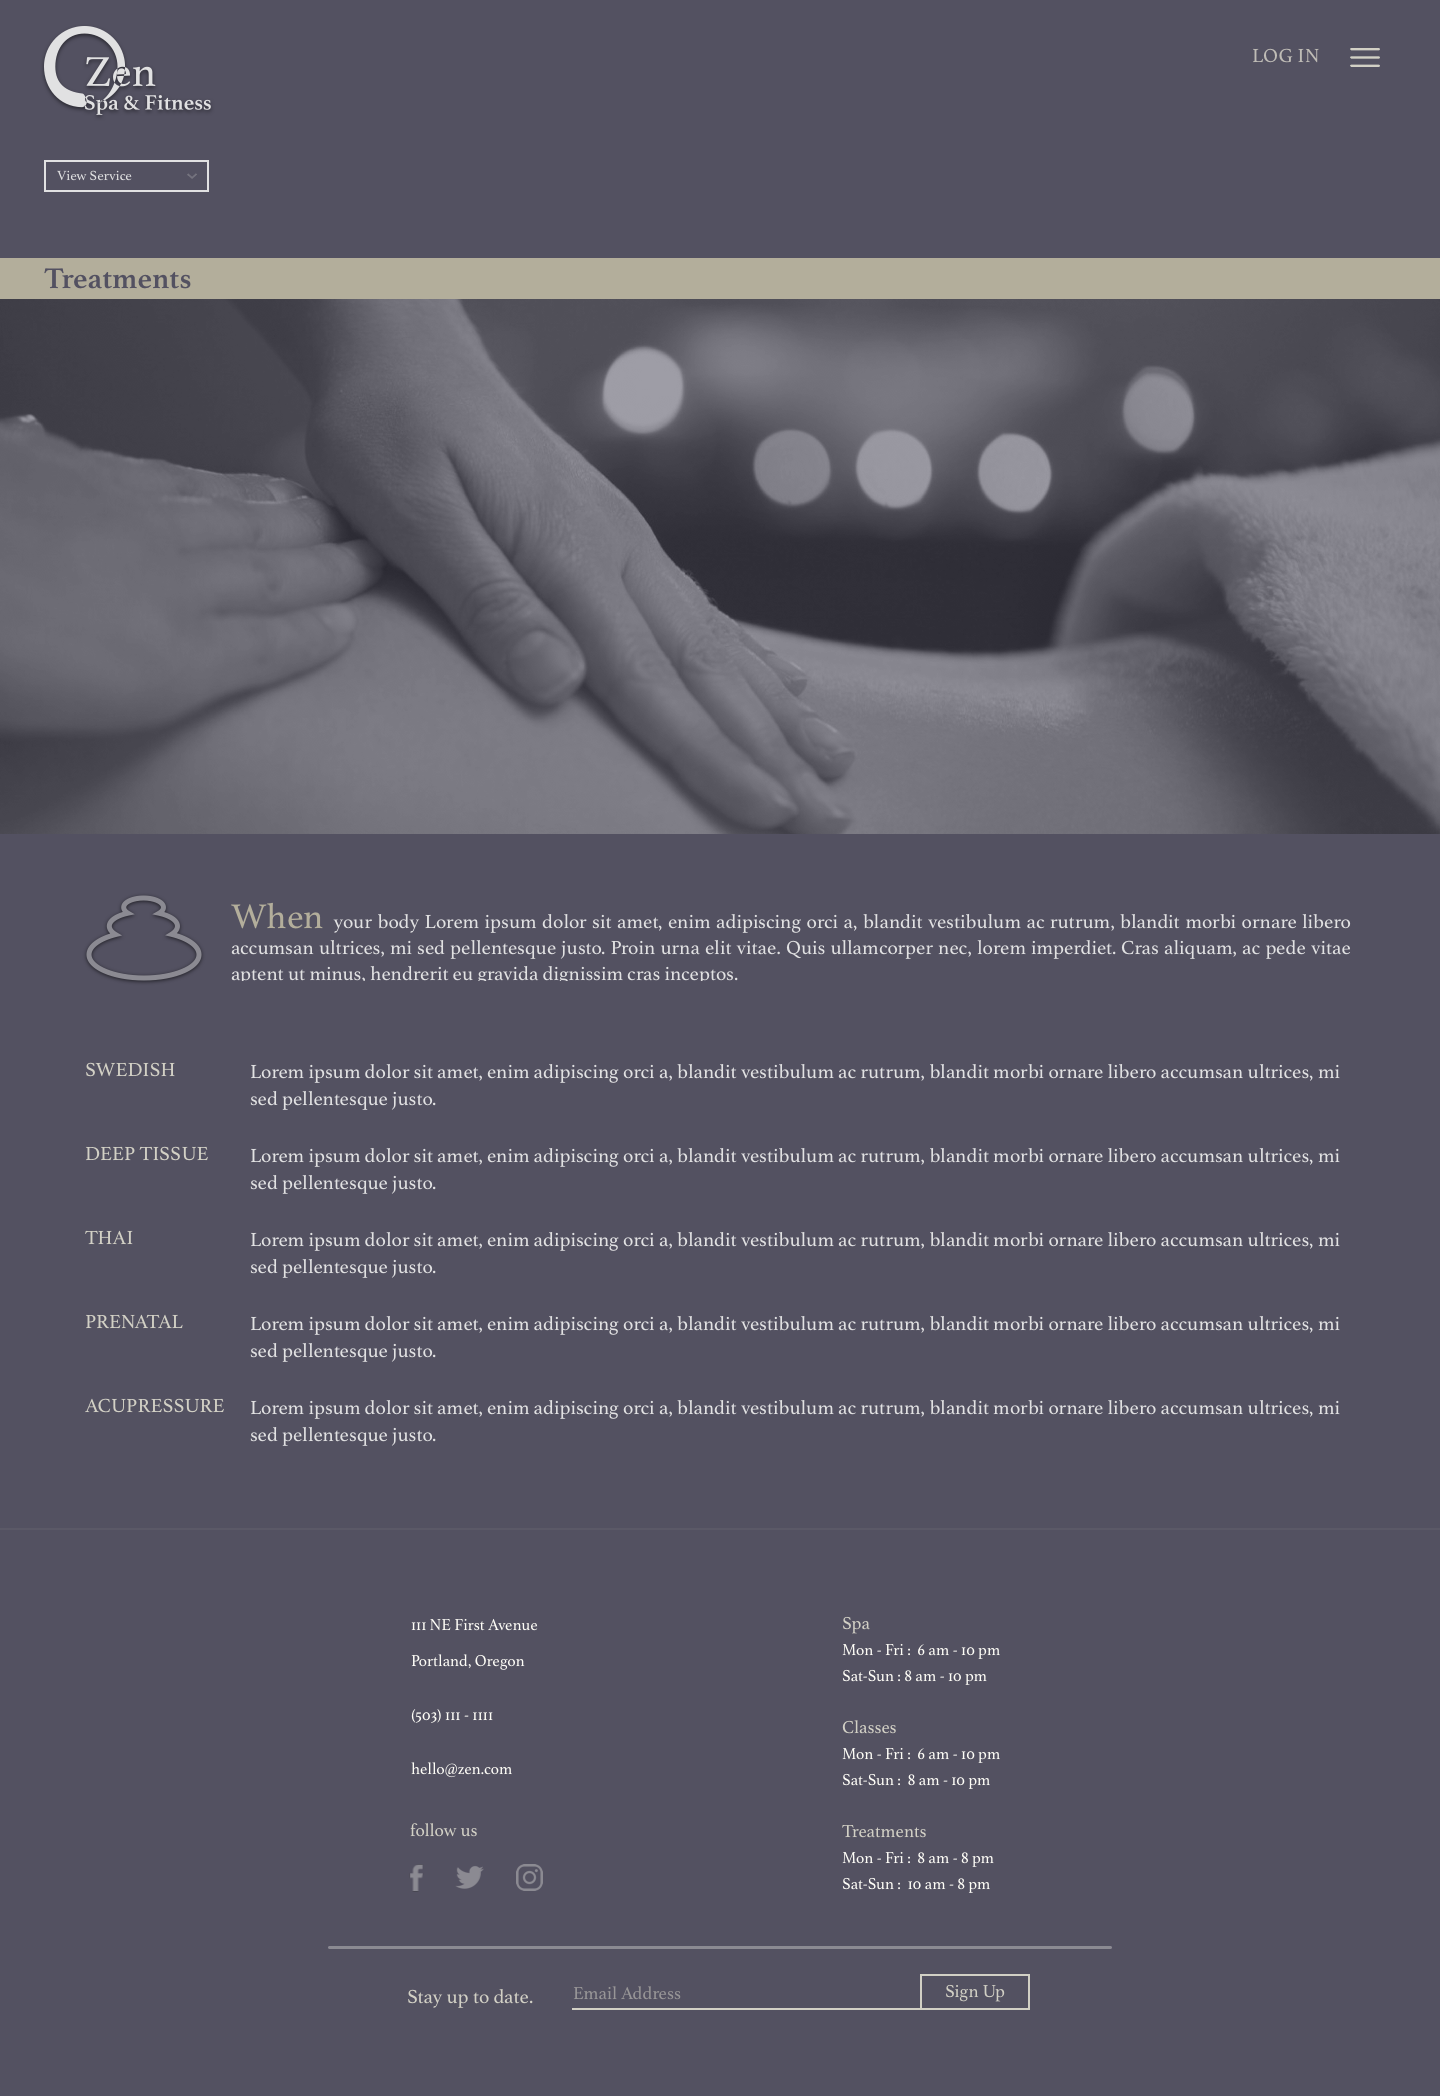 Zen
Spa & Fitness
LOG IN
View Service
Treatments
When your body Lorem ipsum dolor sit amet, enim adipiscing orci a, blandit vestibulum ac rutrum, blandit morbi ornare libero
accumsan ultrices, mi sed pellentesque justo. Proin urna elit vitae. Quis ullamcorper nec, lorem imperdiet. Cras aliquam, ac pede vitae
aptent ut minus, hendrerit eu gravida dignissim cras inceptos.
SWEDISH
Lorem ipsum dolor sit amet, enim adipiscing orci a, blandit vestibulum ac rutrum, blandit morbi ornare libero accumsan ultrices, mi
sed pellentesque justo.
DEEP TISSUE
Lorem ipsum dolor sit amet, enim adipiscing orci a, blandit vestibulum ac rutrum, blandit morbi ornare libero accumsan ultrices, mi
sed pellentesque justo.
THAI
Lorem ipsum dolor sit amet, enim adipiscing orci a, blandit vestibulum ac rutrum, blandit morbi ornare libero accumsan ultrices, mi
sed pellentesque justo.
PRENATAL
Lorem ipsum dolor sit amet, enim adipiscing orci a, blandit vestibulum ac rutrum, blandit morbi ornare libero accumsan ultrices, mi
sed pellentesque justo.
ACUPRESSURE
Lorem ipsum dolor sit amet, enim adipiscing orci a, blandit vestibulum ac rutrum, blandit morbi ornare libero accumsan ultrices, mi
sed pellentesque justo.
111 NE First Avenue
Portland, Oregon
(503) 111 - 1111
hello@zen.com
follow us
Spa
Mon - Fri : 6 am - 10 pm
Sat-Sun : 8 am - 10 pm
Classes
Mon - Fri : 6 am - 10 pm
Sat-Sun : 8 am - 10 pm
Treatments
Mon - Fri : 8 am - 8 pm
Sat-Sun : 10 am - 8 pm
Stay up to date.
Email Address
Sign Up